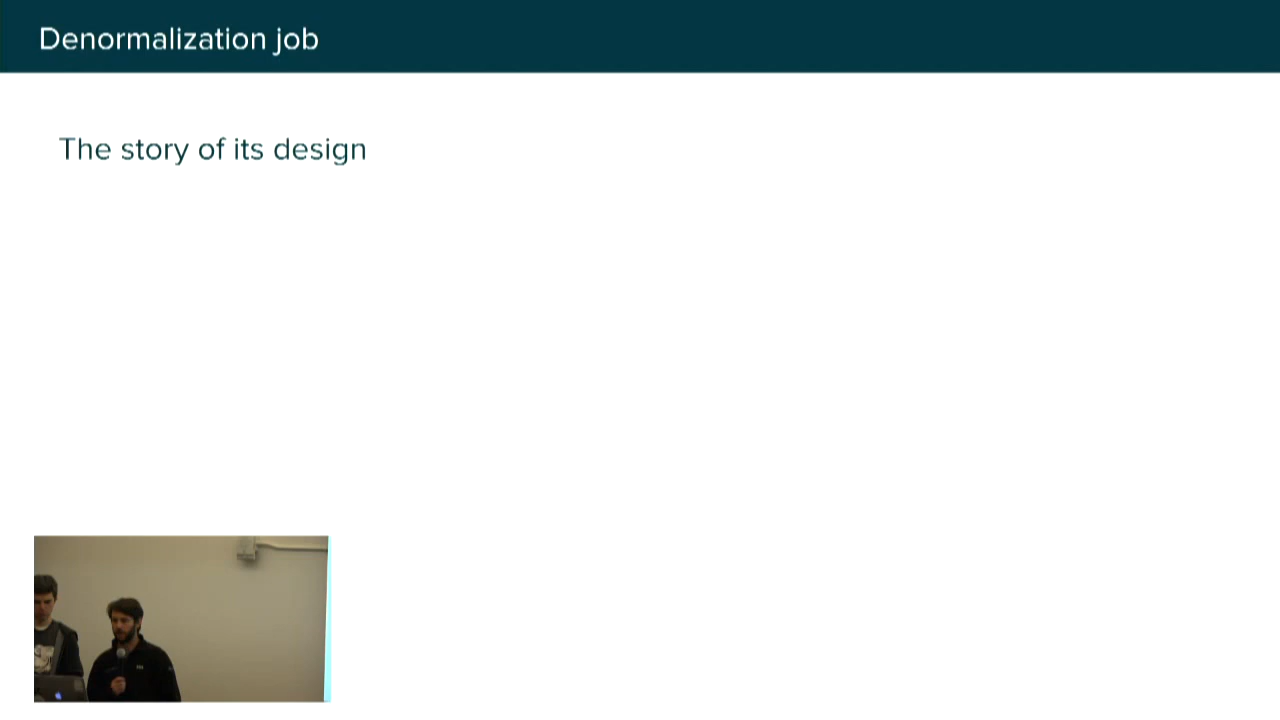 Denormalization job
The story of its design